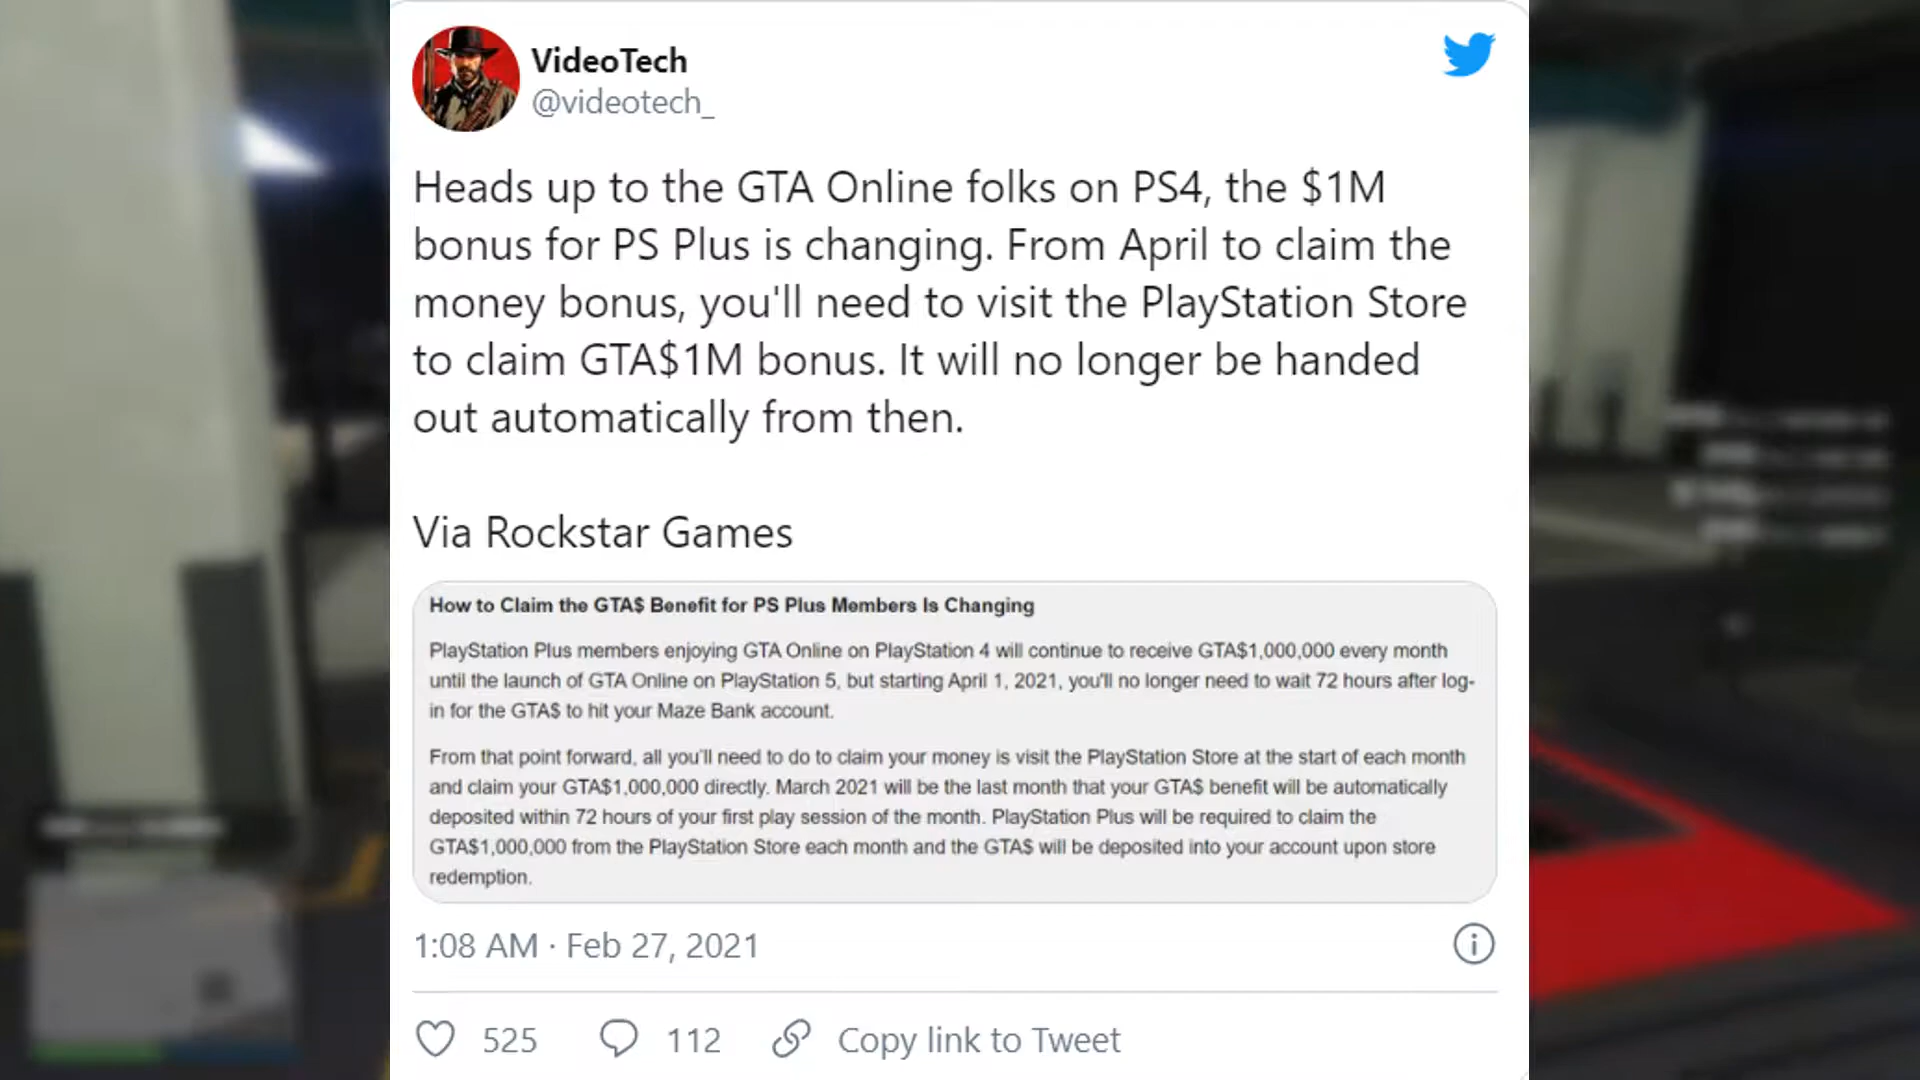 VideoTech
@videotech_
Heads up to the GTA Online folks on PS4, the $1M
bonus for PS Plus is changing. From April to claim the
money bonus, you'll need to visit the PlayStation Store
to claim GTA$1M bonus. It will no longer be handed
out automatically from then.
Via Rockstar Games
How to Claim the GTA$ Benefit for PS Plus Members Is Changing
PlayStation Plus members enjoying GTA Online on PlayStation 4 will continue to receive GTA$1,000,000 every month
until the launch of GTA Online on PlayStation 5, but starting April 1, 2021, you'll no longer need to wait 72 hours after log-
in for the GTA$ to hit your Maze Bank account.
From that point forward, all you'll need to do to claim your money is visit the PlayStation Store at the start of each month
and claim your GTA$1,000,000 directly. March 2021 will be the last month that your GTA$ benefit will be automatically
deposited within 72 hours of your first play session of the month. PlayStation Plus will be required to claim the
GTA$1,000,000 from the PlayStation Store each month and the GTA$ will be deposited into your account upon store
redemption.
1:08 AM · Feb 27, 2021
525 112 Copy link to Tweet